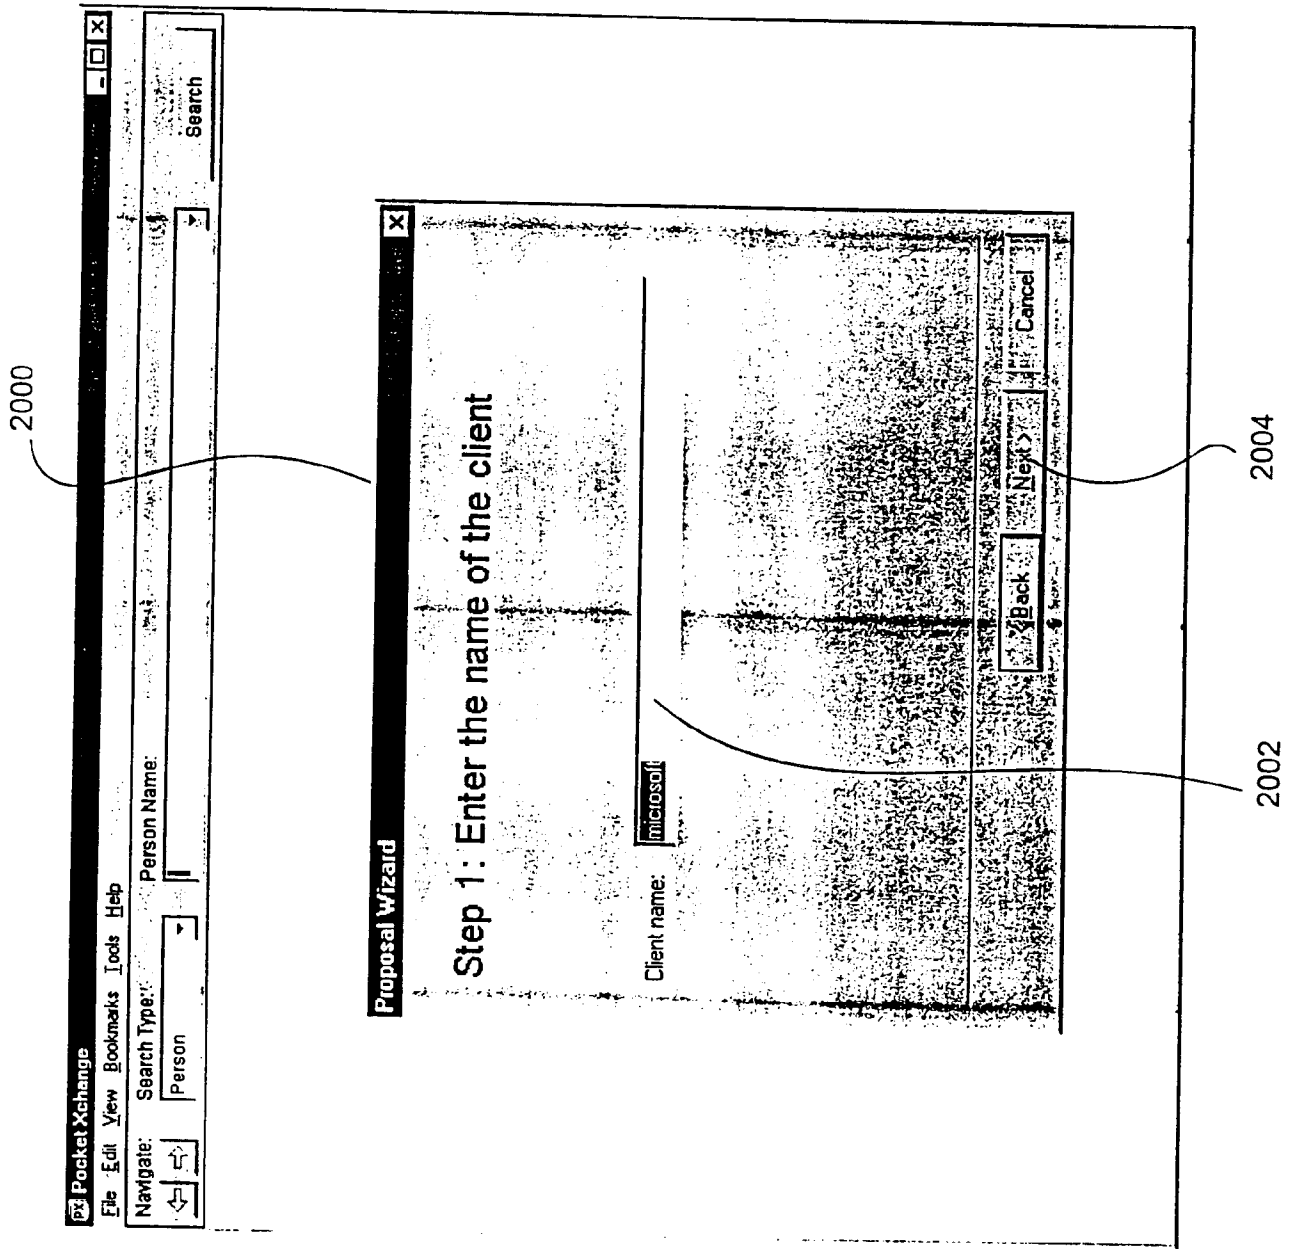 2000
PX Pocket Xchange
File Edit View Bookmarks Tools Help
Navigate: Search Type: Person Name:
Person Search
Proposal Wizard
Step 1: Enter the name of the client
Client name: microsoft
< Back Next > Cancel
2002 2004